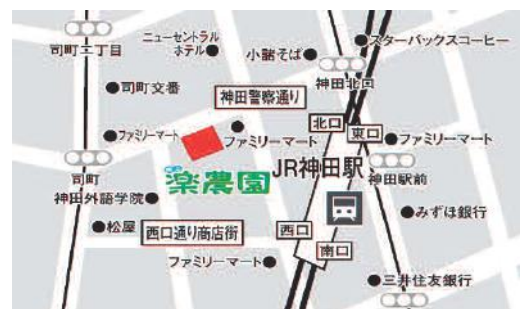 ニューセントラル
ホテル
スターバックスコーヒー
司町二丁目
小諸そば
神田北口
司町交番
神田警察通り
北口
東口
ファミリーマート
ファミリーマート
ファミリーマート
JR神田駅
神田駅前
司町
楽農園
神田外語学院
みずほ銀行
松屋
西口通り商店街
西口
南口
ファミリーマート
三井住友銀行